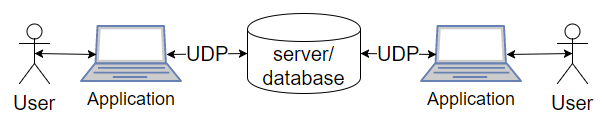 UDP
server/
database
UDP
User
Application
Application
User